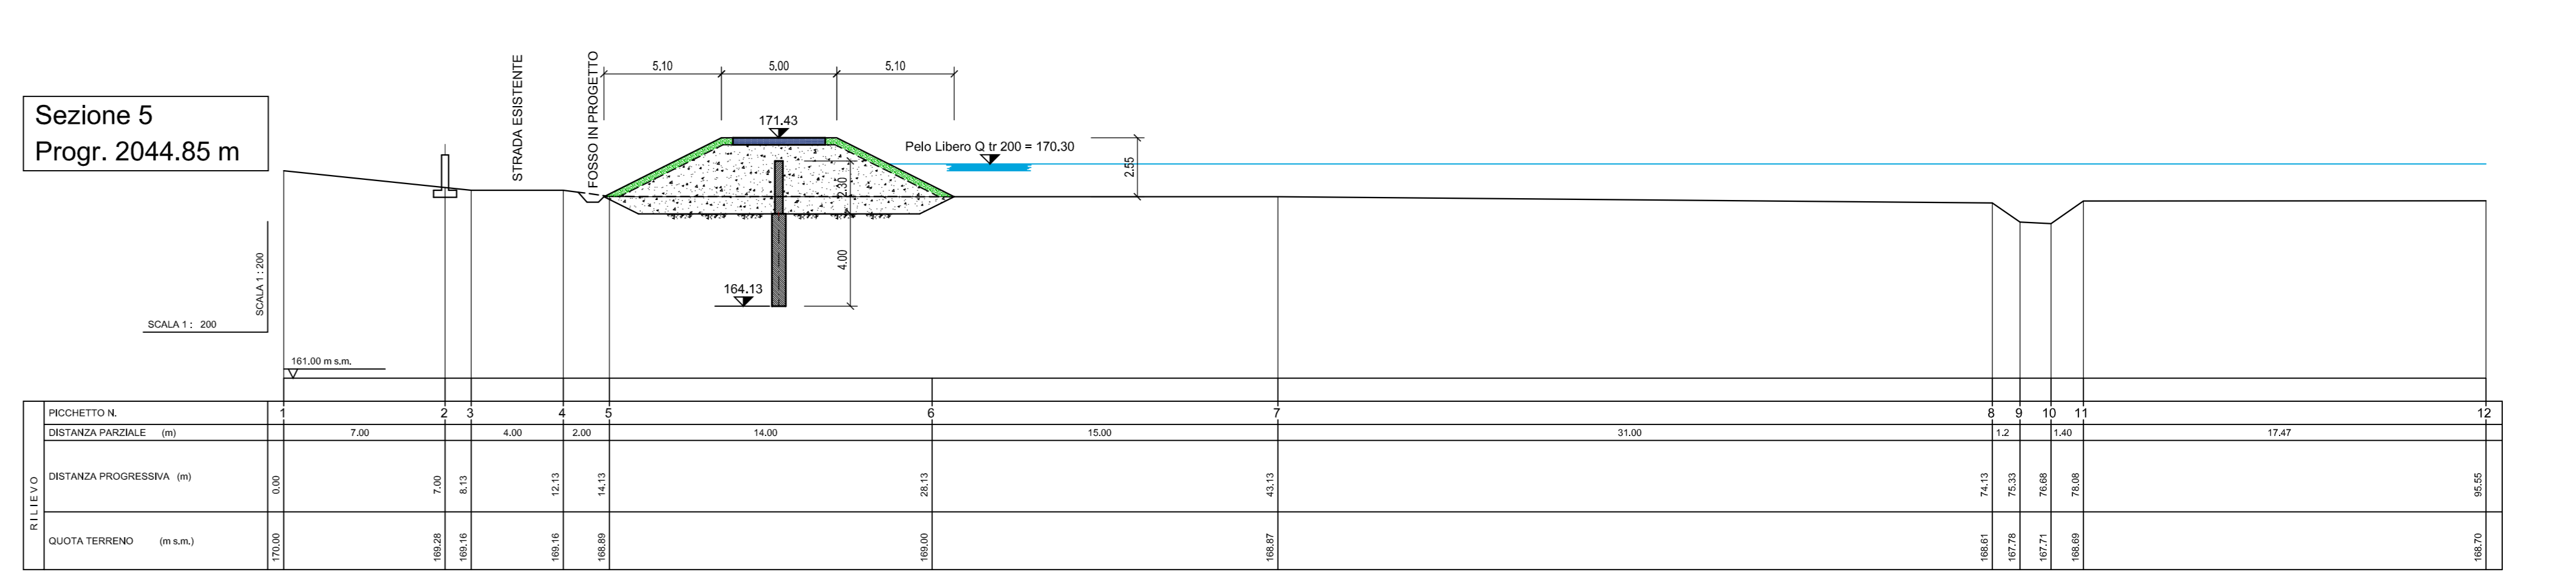 STRADA ESISTENTE
FOSSO IN PROGETTO
5.10
5.00
5.10
Sezione 5
Progr. 2044.85 m
171.43
Pelo Libero Q tr 200 = 170.30
2.55
2.30
4.00
164.13
SCALA 1 : 200
SCALA 1 : 200
161.00 m s.m.
RILIEVO
PICCHETTO N.
1 2 3 4 5 6 7 8 9 10 11 12
DISTANZA PARZIALE (m)
7.00 4.00 2.00 14.00 15.00 31.00 1.2 1.40 17.47
DISTANZA PROGRESSIVA (m)
0.00 7.00 8.13 12.13 14.13 28.13 43.13 74.13 75.33 76.68 78.08 95.55
QUOTA TERRENO (m s.m.)
170.00 169.28 169.16 169.16 168.89 169.00 168.87 168.61 167.78 167.71 168.69 168.70